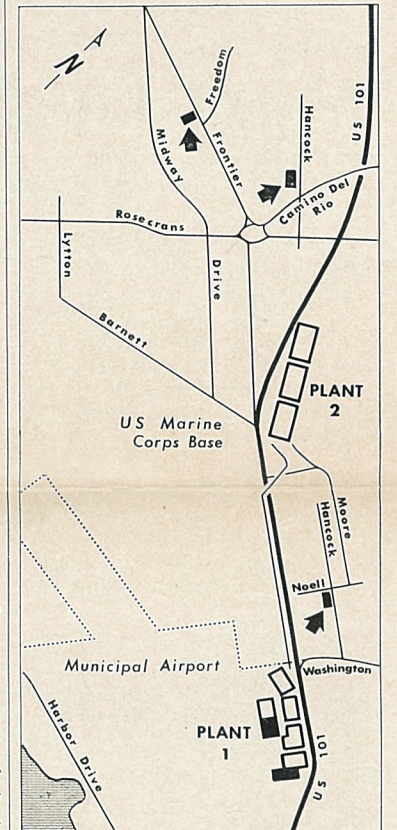 N
Freedom
US 101
Midway
Frontier
Hancock
Camino Del
Rio
Rosecrans
Lytton
Drive
Barnett
PLANT
2
US Marine
Corps Base
Moore
Hancock
Noell
Municipal Airport
Washington
Harbor Drive
PLANT
1
US 101